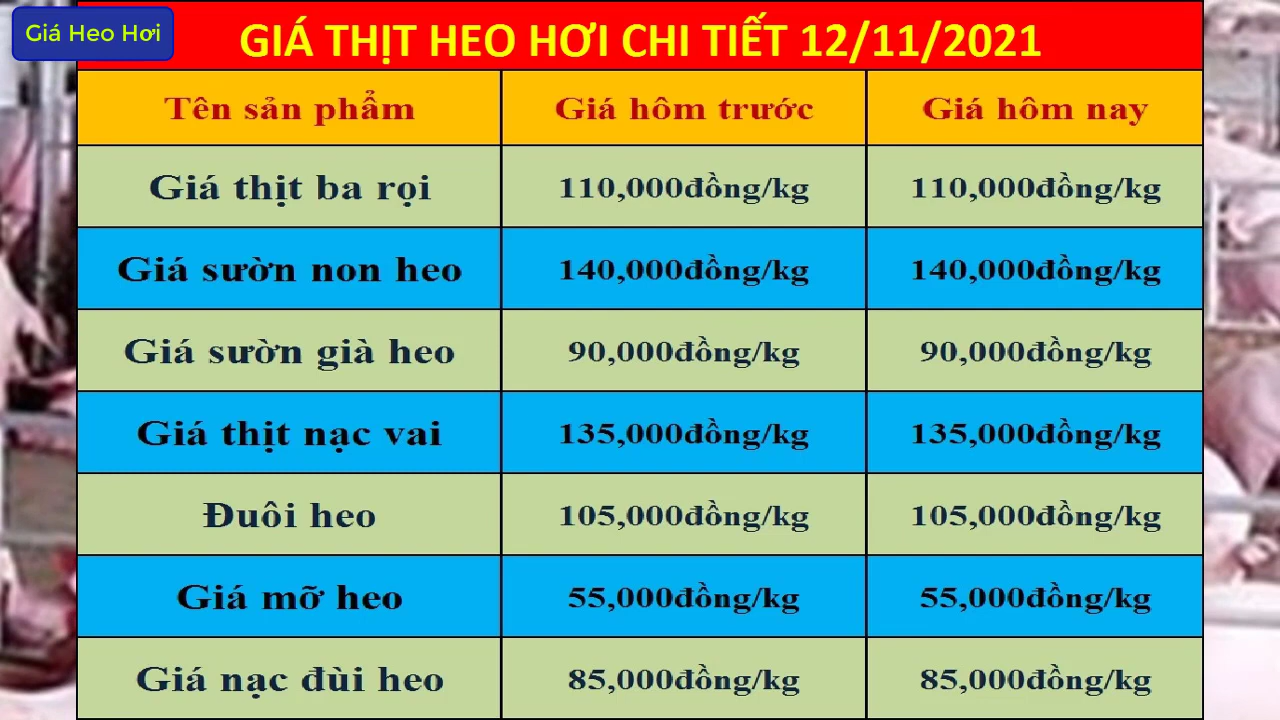 Giá Heo Hơi
GIÁ THỊT HEO HƠI CHI TIẾT 12/11/2021
Tên sản phẩm Giá hôm trước Giá hôm nay
Giá thịt ba rọi 110,000đồng/kg 110,000đồng/kg
Giá sườn non heo 140,000đồng/kg 140,000đồng/kg
Giá sườn già heo 90,000đồng/kg 90,000đồng/kg
Giá thịt nạc vai 135,000đồng/kg 135,000đồng/kg
Đuôi heo 105,000đồng/kg 105,000đồng/kg
Giá mỡ heo 55,000đồng/kg 55,000đồng/kg
Giá nạc đùi heo 85,000đồng/kg 85,000đồng/kg